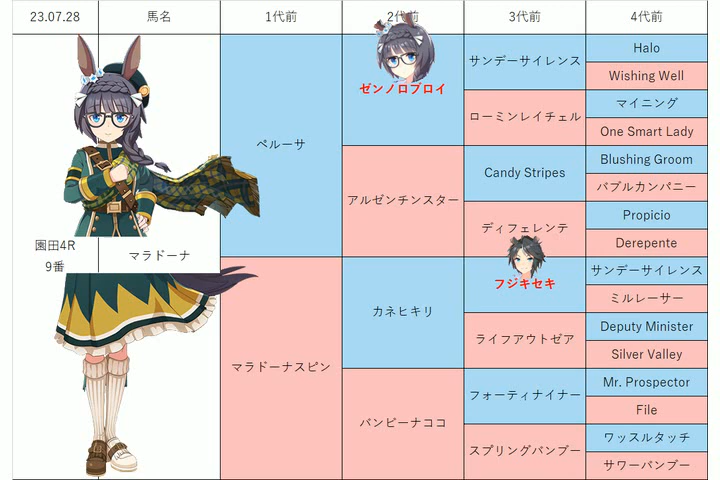 23.07.28 馬名 1代前 2代前 3代前 4代前
園田4R
9番
マラドーナ
ペルーサ
マラドーナスピン
ゼンノロブロイ
アルゼンチンスター
カネヒキリ
バンビーナココ
サンデーサイレンス
ローミンレイチェル
Candy Stripes
ディフェレンテ
フジキセキ
ライフアウトゼア
フォーティナイナー
スプリングバンブー
Halo
Wishing Well
マイニング
One Smart Lady
Blushing Groom
バブルカンパニー
Propicio
Derepente
サンデーサイレンス
ミルレーサー
Deputy Minister
Silver Valley
Mr. Prospector
File
ワッスルタッチ
サワーバンブー